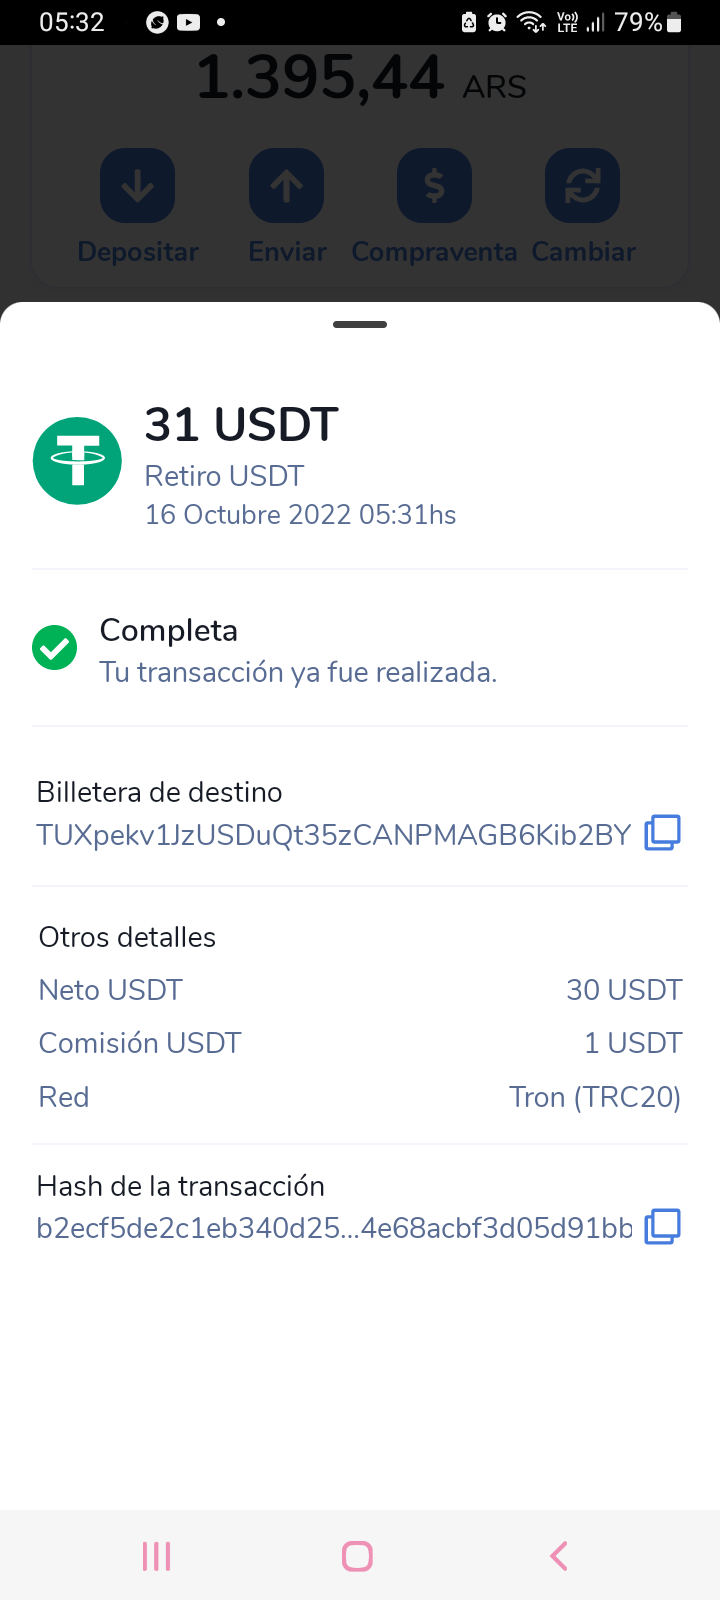 05:32
Vo)) LTE 79%
1.395,44 ARS
Depositar Enviar Compraventa Cambiar
31 USDT
Retiro USDT
16 Octubre 2022 05:31hs
Completa
Tu transacción ya fue realizada.
Billetera de destino
TUXpekv1JzUSDuQt35zCANPMAGB6Kib2BY
Otros detalles
Neto USDT 30 USDT
Comisión USDT 1 USDT
Red Tron (TRC20)
Hash de la transacción
b2ecf5de2c1eb340d25...4e68acbf3d05d91bb